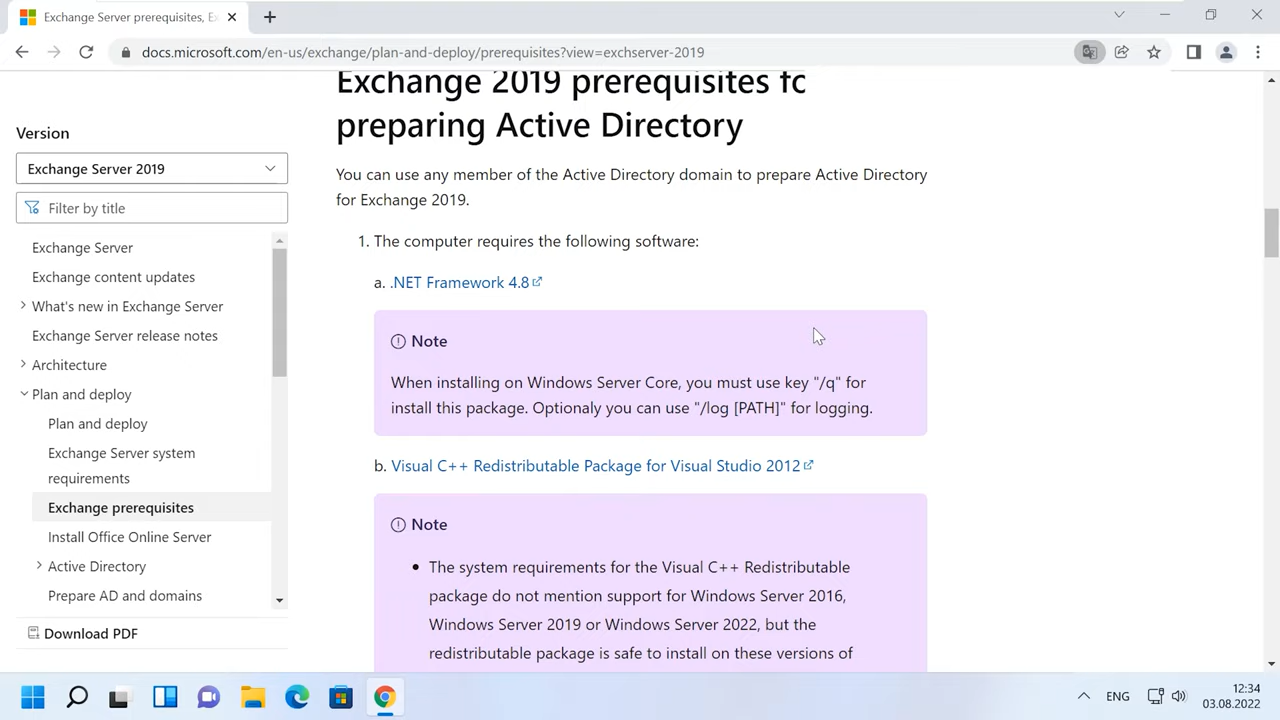 Exchange Server prerequisites, E
docs.microsoft.com/en-us/exchange/plan-and-deploy/prerequisites?view=exchserver-2019
Version
Exchange Server 2019
Filter by title
Exchange Server
Exchange content updates
What's new in Exchange Server
Exchange Server release notes
Architecture
Plan and deploy
Plan and deploy
Exchange Server system
requirements
Exchange prerequisites
Install Office Online Server
Active Directory
Prepare AD and domains
Download PDF
Exchange 2019 prerequisites fo
preparing Active Directory
You can use any member of the Active Directory domain to prepare Active Directory
for Exchange 2019.
1. The computer requires the following software:
a. .NET Framework 4.8
Note
When installing on Windows Server Core, you must use key "/q" for
install this package. Optionaly you can use "/log [PATH]" for logging.
b. Visual C++ Redistributable Package for Visual Studio 2012
Note
• The system requirements for the Visual C++ Redistributable
package do not mention support for Windows Server 2016,
Windows Server 2019 or Windows Server 2022, but the
redistributable package is safe to install on these versions of
ENG
12:34
03.08.2022